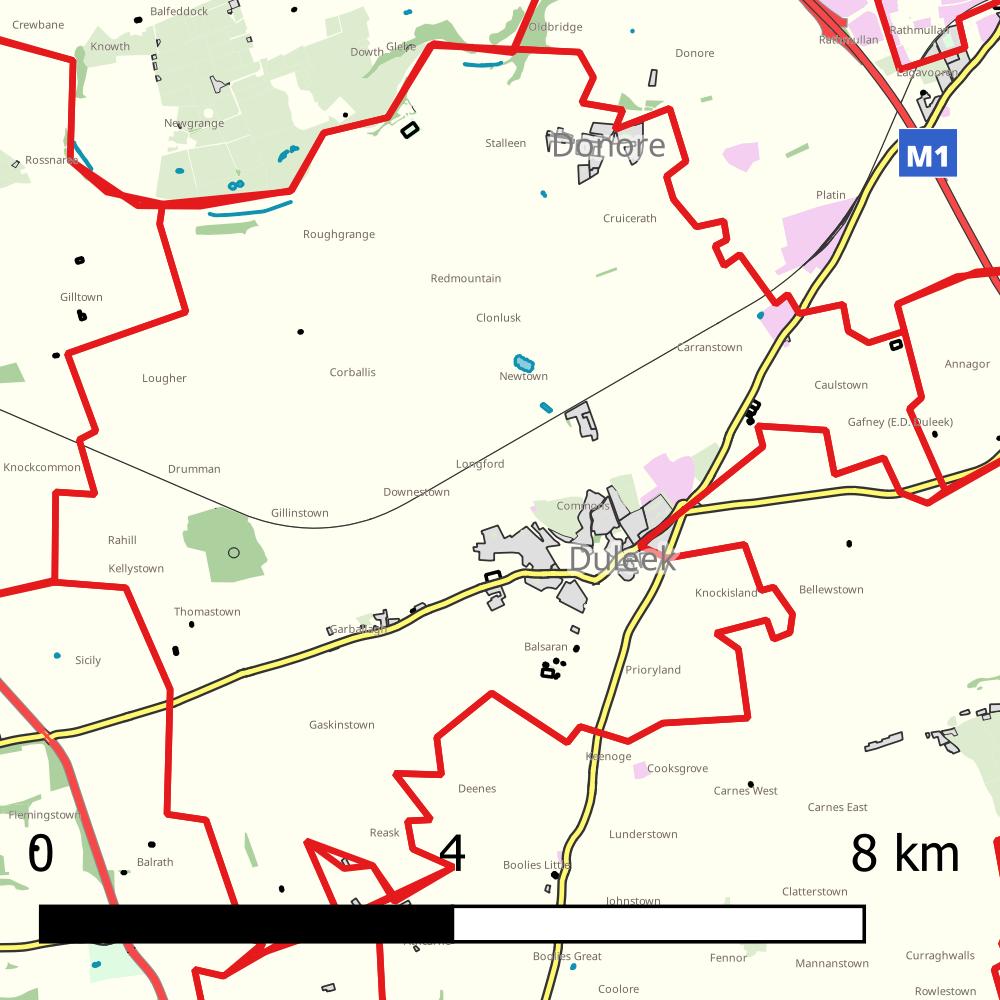 Crewbane
Balfeddock
Oldbridge
Rathmullan
Rathmullan
Knowth
Dowth
Glebe
Donore
Lagavooren
Newgrange
Stalleen
Donore
M1
Rossnaree
Platin
Cruicerath
Roughgrange
Redmountain
Gilltown
Clonlusk
Carranstown
Annagor
Lougher
Corballis
Newtown
Caulstown
Gafney (E.D. Duleek)
Knockcommon
Drumman
Longford
Downestown
Gillinstown
Commons
Rahill
Duleek
Kellystown
Bellewstown
Knockisland
Thomastown
Garballagh
Balsaran
Sicily
Prioryland
Gaskinstown
Keenoge
Cooksgrove
Deenes
Carnes West
Carnes East
Flemingstown
Reask
Lunderstown
0 4 8 km
Balrath
Boolies Little
Clatterstown
Johnstown
Boolies Great
Fennor
Mannanstown
Curraghwalls
Coolore
Rowlestown